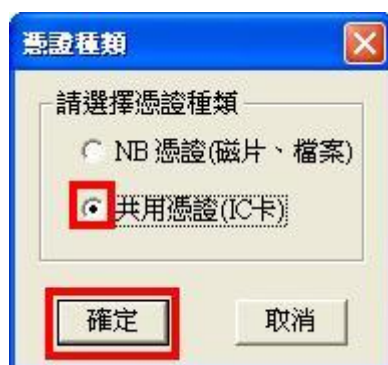 憑證種類
請選擇憑證種類
NB 憑證(磁片、檔案)
共用憑證(IC卡)
確定
取消